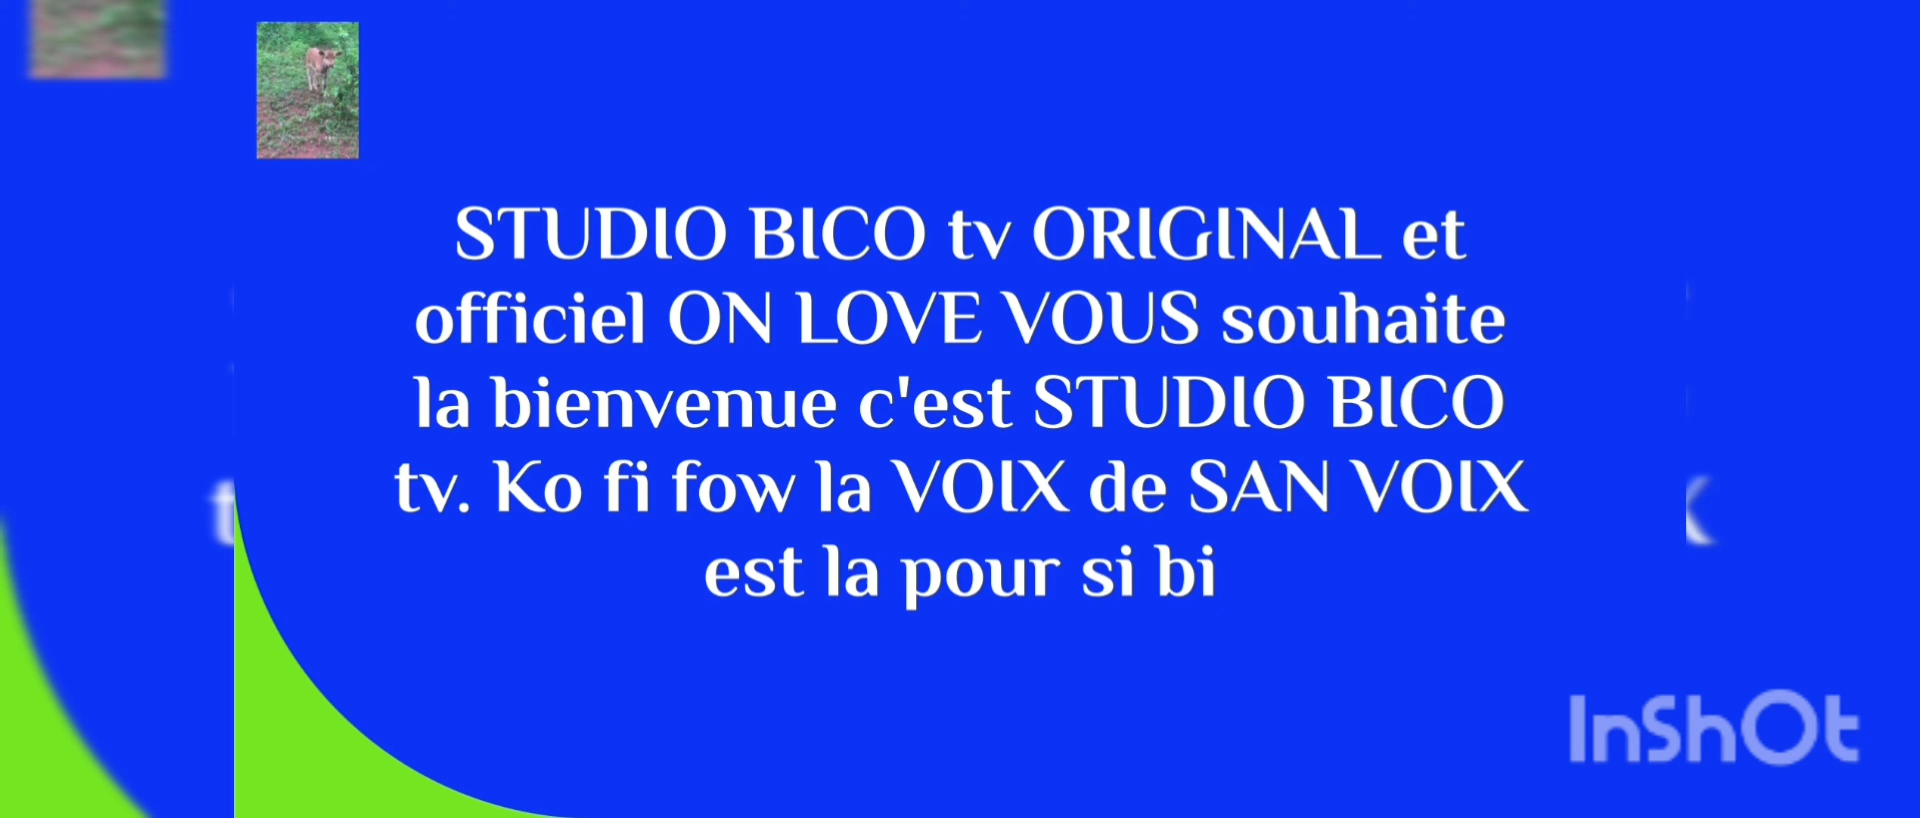 STUDIO BICO tv ORIGINAL et
officiel ON LOVE VOUS souhaite
la bienvenue c'est STUDIO BICO
tv. Ko fi fow la VOIX de SAN VOIX
est la pour si bi
InShOt